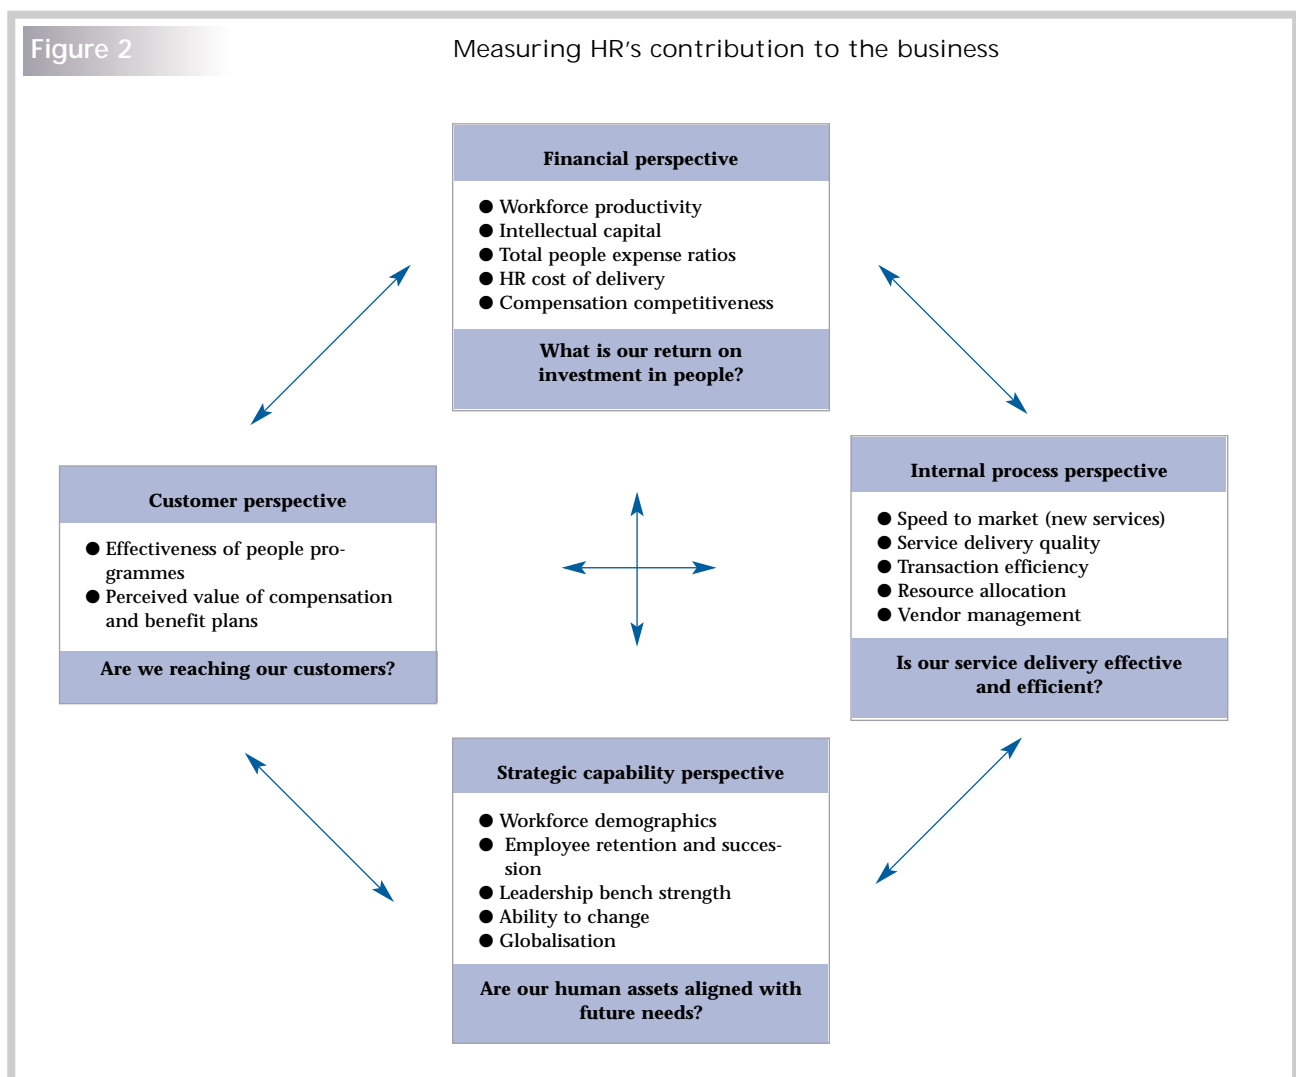 Figure 2
Measuring HR's contribution to the business
Financial perspective
● Workforce productivity
● Intellectual capital
● Total people expense ratios
● HR cost of delivery
● Compensation competitiveness
What is our return on
investment in people?
Customer perspective
● Effectiveness of people pro-
grammes
● Perceived value of compensation
and benefit plans
Are we reaching our customers?
Internal process perspective
● Speed to market (new services)
● Service delivery quality
● Transaction efficiency
● Resource allocation
● Vendor management
Is our service delivery effective
and efficient?
Strategic capability perspective
● Workforce demographics
● Employee retention and succes-
sion
● Leadership bench strength
● Ability to change
● Globalisation
Are our human assets aligned with
future needs?